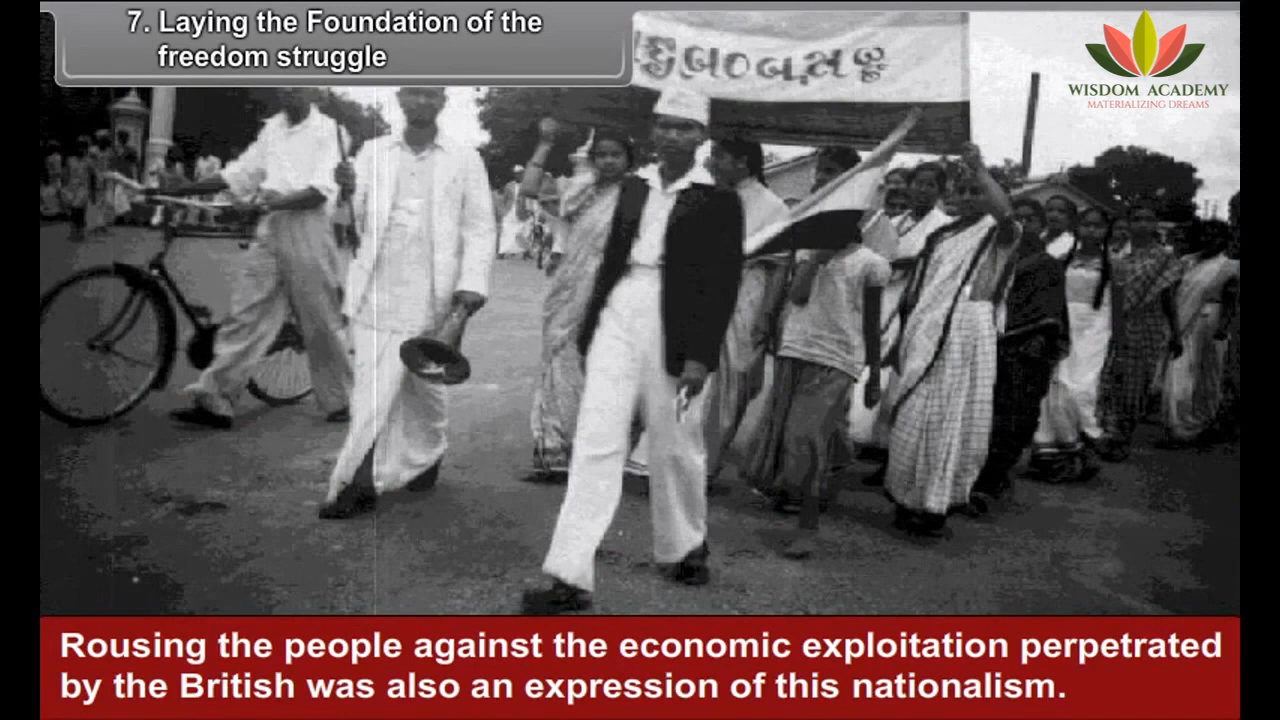 7. Laying the Foundation of the
freedom struggle
WISDOM ACADEMY
MATERIALIZING DREAMS
Rousing the people against the economic exploitation perpetrated
by the British was also an expression of this nationalism.